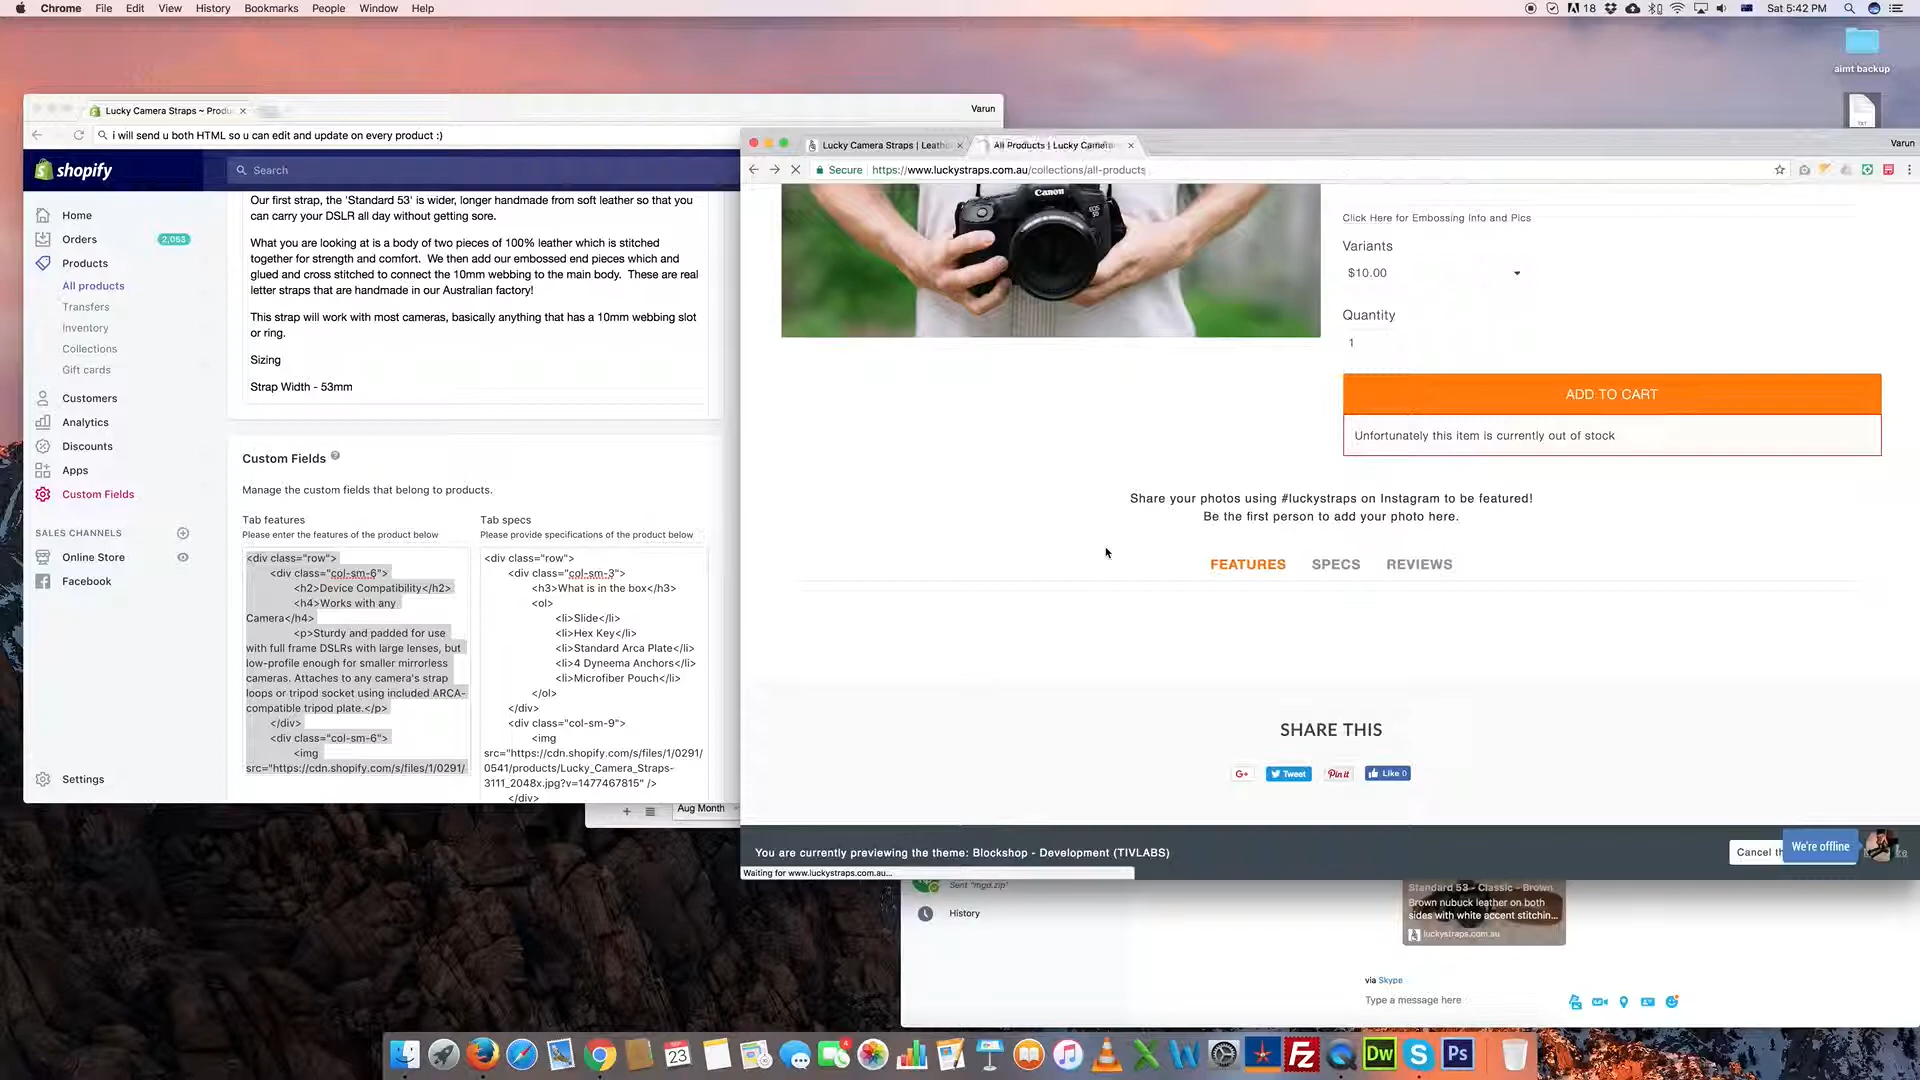 Chrome File Edit View History Bookmarks People Window Help
18 Sat 5:42 PM
aimt backup
TXT
Lucky Camera Straps ~ Produ
Varun
i will send u both HTML so u can edit and update on every product :)
shopify
Search
Home
Orders 2,053
Products
All products
Transfers
Inventory
Collections
Gift cards
Customers
Analytics
Discounts
Apps
Custom Fields
SALES CHANNELS
Online Store
Facebook
Settings
Our first strap, the 'Standard 53' is wider, longer handmade from soft leather so that you
can carry your DSLR all day without getting sore.
What you are looking at is a body of two pieces of 100% leather which is stitched
together for strength and comfort. We then add our embossed end pieces which and
glued and cross stitched to connect the 10mm webbing to the main body. These are real
letter straps that are handmade in our Australian factory!
This strap will work with most cameras, basically anything that has a 10mm webbing slot
or ring.
Sizing
Strap Width - 53mm
Custom Fields
Manage the custom fields that belong to products.
Tab features
Please enter the features of the product below
<div class="row">
<div class="col-sm-6">
<h2>Device Compatibility</h2>
<h4>Works with any
Camera</h4>
<p>Sturdy and padded for use
with full frame DSLRs with large lenses, but
low-profile enough for smaller mirrorless
cameras. Attaches to any camera's strap
loops or tripod socket using included ARCA-
compatible tripod plate.</p>
</div>
<div class="col-sm-6">
<img
src="https://cdn.shopify.com/s/files/1/0291/
Tab specs
Please provide specifications of the product below
<div class="row">
<div class="col-sm-3">
<h3>What is in the box</h3>
<ol>
<li>Slide</li>
<li>Hex Key</li>
<li>Standard Arca Plate</li>
<li>4 Dyneema Anchors</li>
<li>Microfiber Pouch</li>
</ol>
</div>
<div class="col-sm-9">
<img
src="https://cdn.shopify.com/s/files/1/0291/
0541/products/Lucky_Camera_Straps-
3111_2048x.jpg?v=1477467815" />
</div>
Aug Month
Lucky Camera Straps | Leath
All Products | Lucky Camera
Varun
Secure https://www.luckystraps.com.au/collections/all-products
Canon
EOS
5D
Click Here for Embossing Info and Pics
Variants
$10.00
Quantity
1
ADD TO CART
Unfortunately this item is currently out of stock
Share your photos using #luckystraps on Instagram to be featured!
Be the first person to add your photo here.
FEATURES SPECS REVIEWS
SHARE THIS
G+ Tweet Pin it Like 0
You are currently previewing the theme: Blockshop - Development (TIVLABS)
Cancel th
We're offline
Waiting for www.luckystraps.com.au...
Sent "mgd.zip"
History
Standard 53 - Classic - Brown
Brown nubuck leather on both
sides with white accent stitchin...
luckystraps.com.au
via Skype
Type a message here
23
4
Fz
Dw
S
Ps